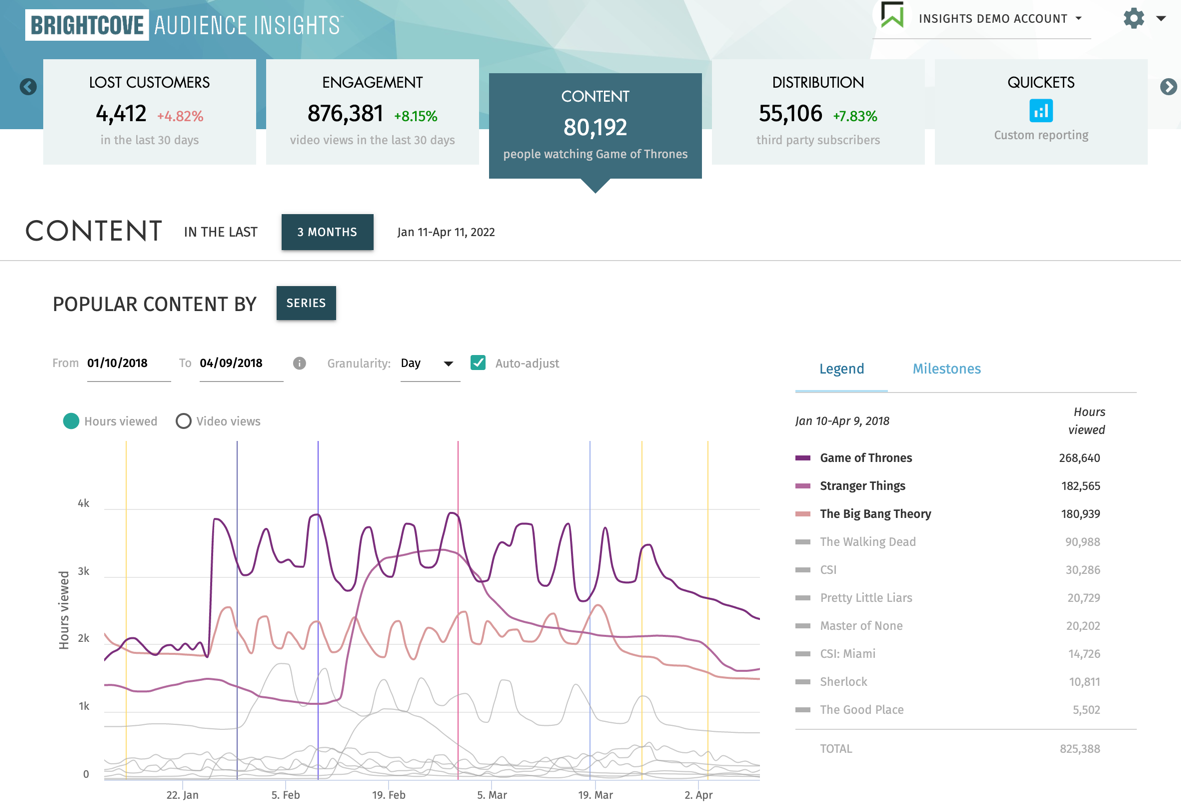 BRIGHTCOVE AUDIENCE INSIGHTS
INSIGHTS DEMO ACCOUNT
LOST CUSTOMERS
4,412 +4.82%
in the last 30 days
ENGAGEMENT
876,381 +8.15%
video views in the last 30 days
CONTENT
80,192
people watching Game of Thrones
DISTRIBUTION
55,106 +7.83%
third party subscribers
QUICKETS
Custom reporting
CONTENT IN THE LAST 3 MONTHS Jan 11-Apr 11, 2022
POPULAR CONTENT BY SERIES
From 01/10/2018 To 04/09/2018 i Granularity: Day Auto-adjust
Hours viewed Video views
Hours viewed
4k
3k
2k
1k
0
22. Jan 5. Feb 19. Feb 5. Mar 19. Mar 2. Apr
Legend Milestones
Jan 10-Apr 9, 2018 Hours
viewed
Game of Thrones 268,640
Stranger Things 182,565
The Big Bang Theory 180,939
The Walking Dead 90,988
CSI 30,286
Pretty Little Liars 20,729
Master of None 20,202
CSI: Miami 14,726
Sherlock 10,811
The Good Place 5,502
TOTAL 825,388